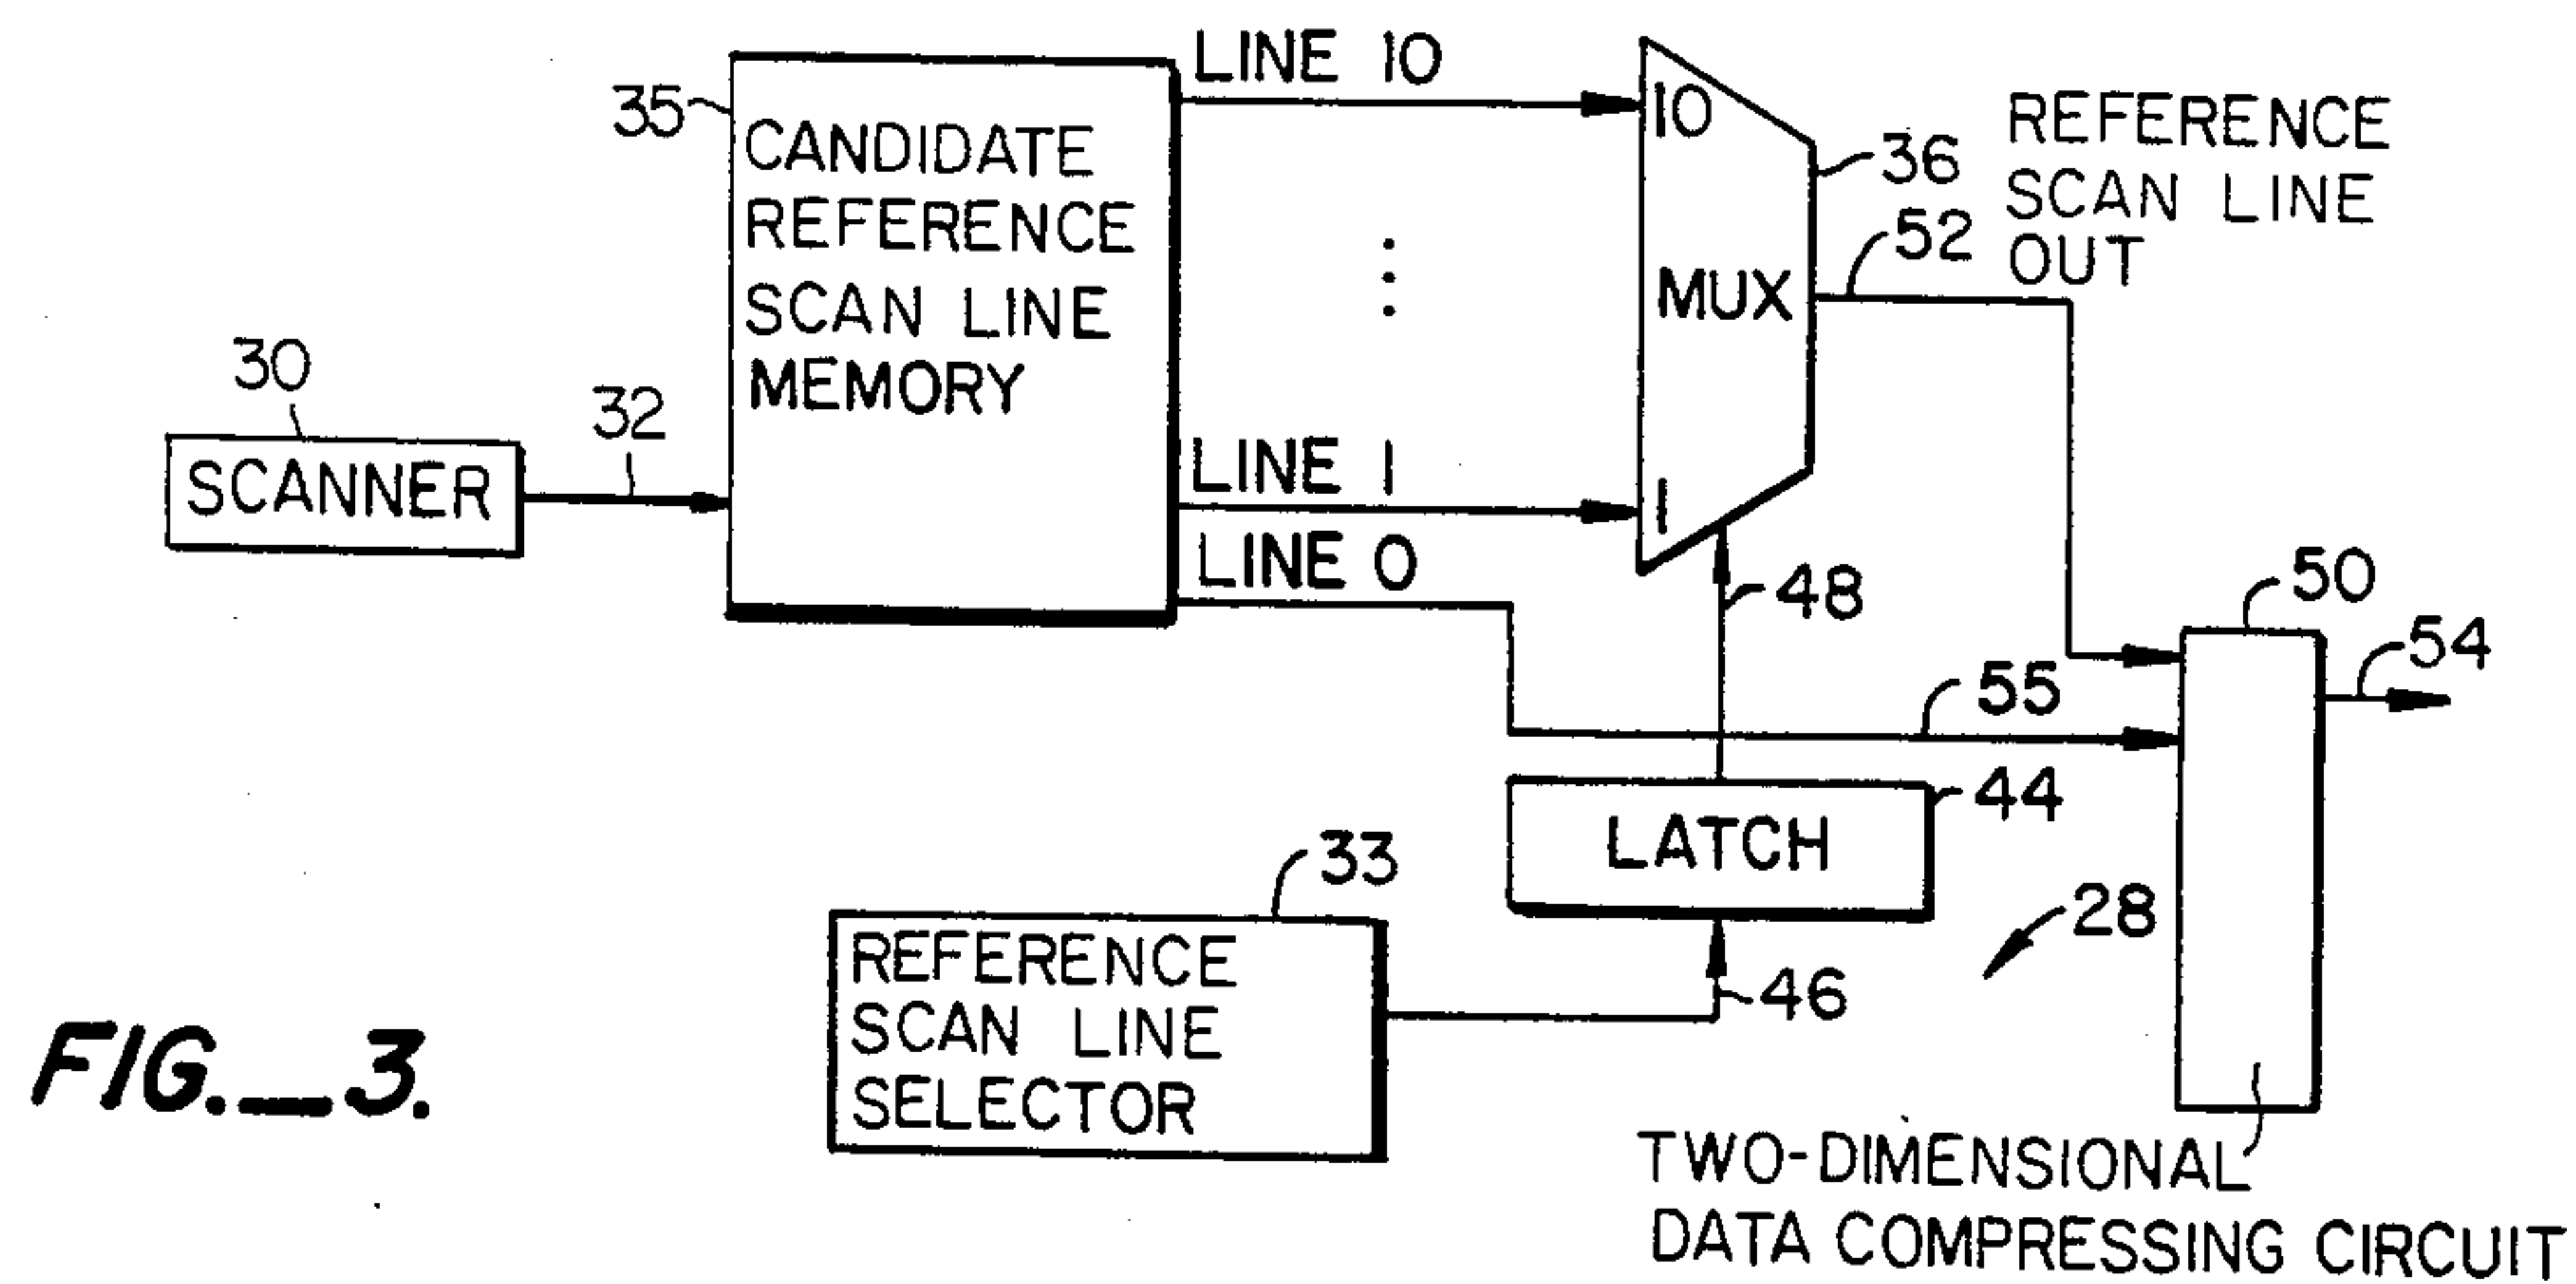 LINE 10
35
CANDIDATE
REFERENCE
SCAN LINE
MEMORY
10
MUX
1
36
52
REFERENCE
SCAN LINE
OUT
30
SCANNER
32
LINE 1
LINE 0
48
50
54
55
LATCH
44
33
REFERENCE
SCAN LINE
SELECTOR
46
28
FIG._3.
TWO-DIMENSIONAL
DATA COMPRESSING CIRCUIT